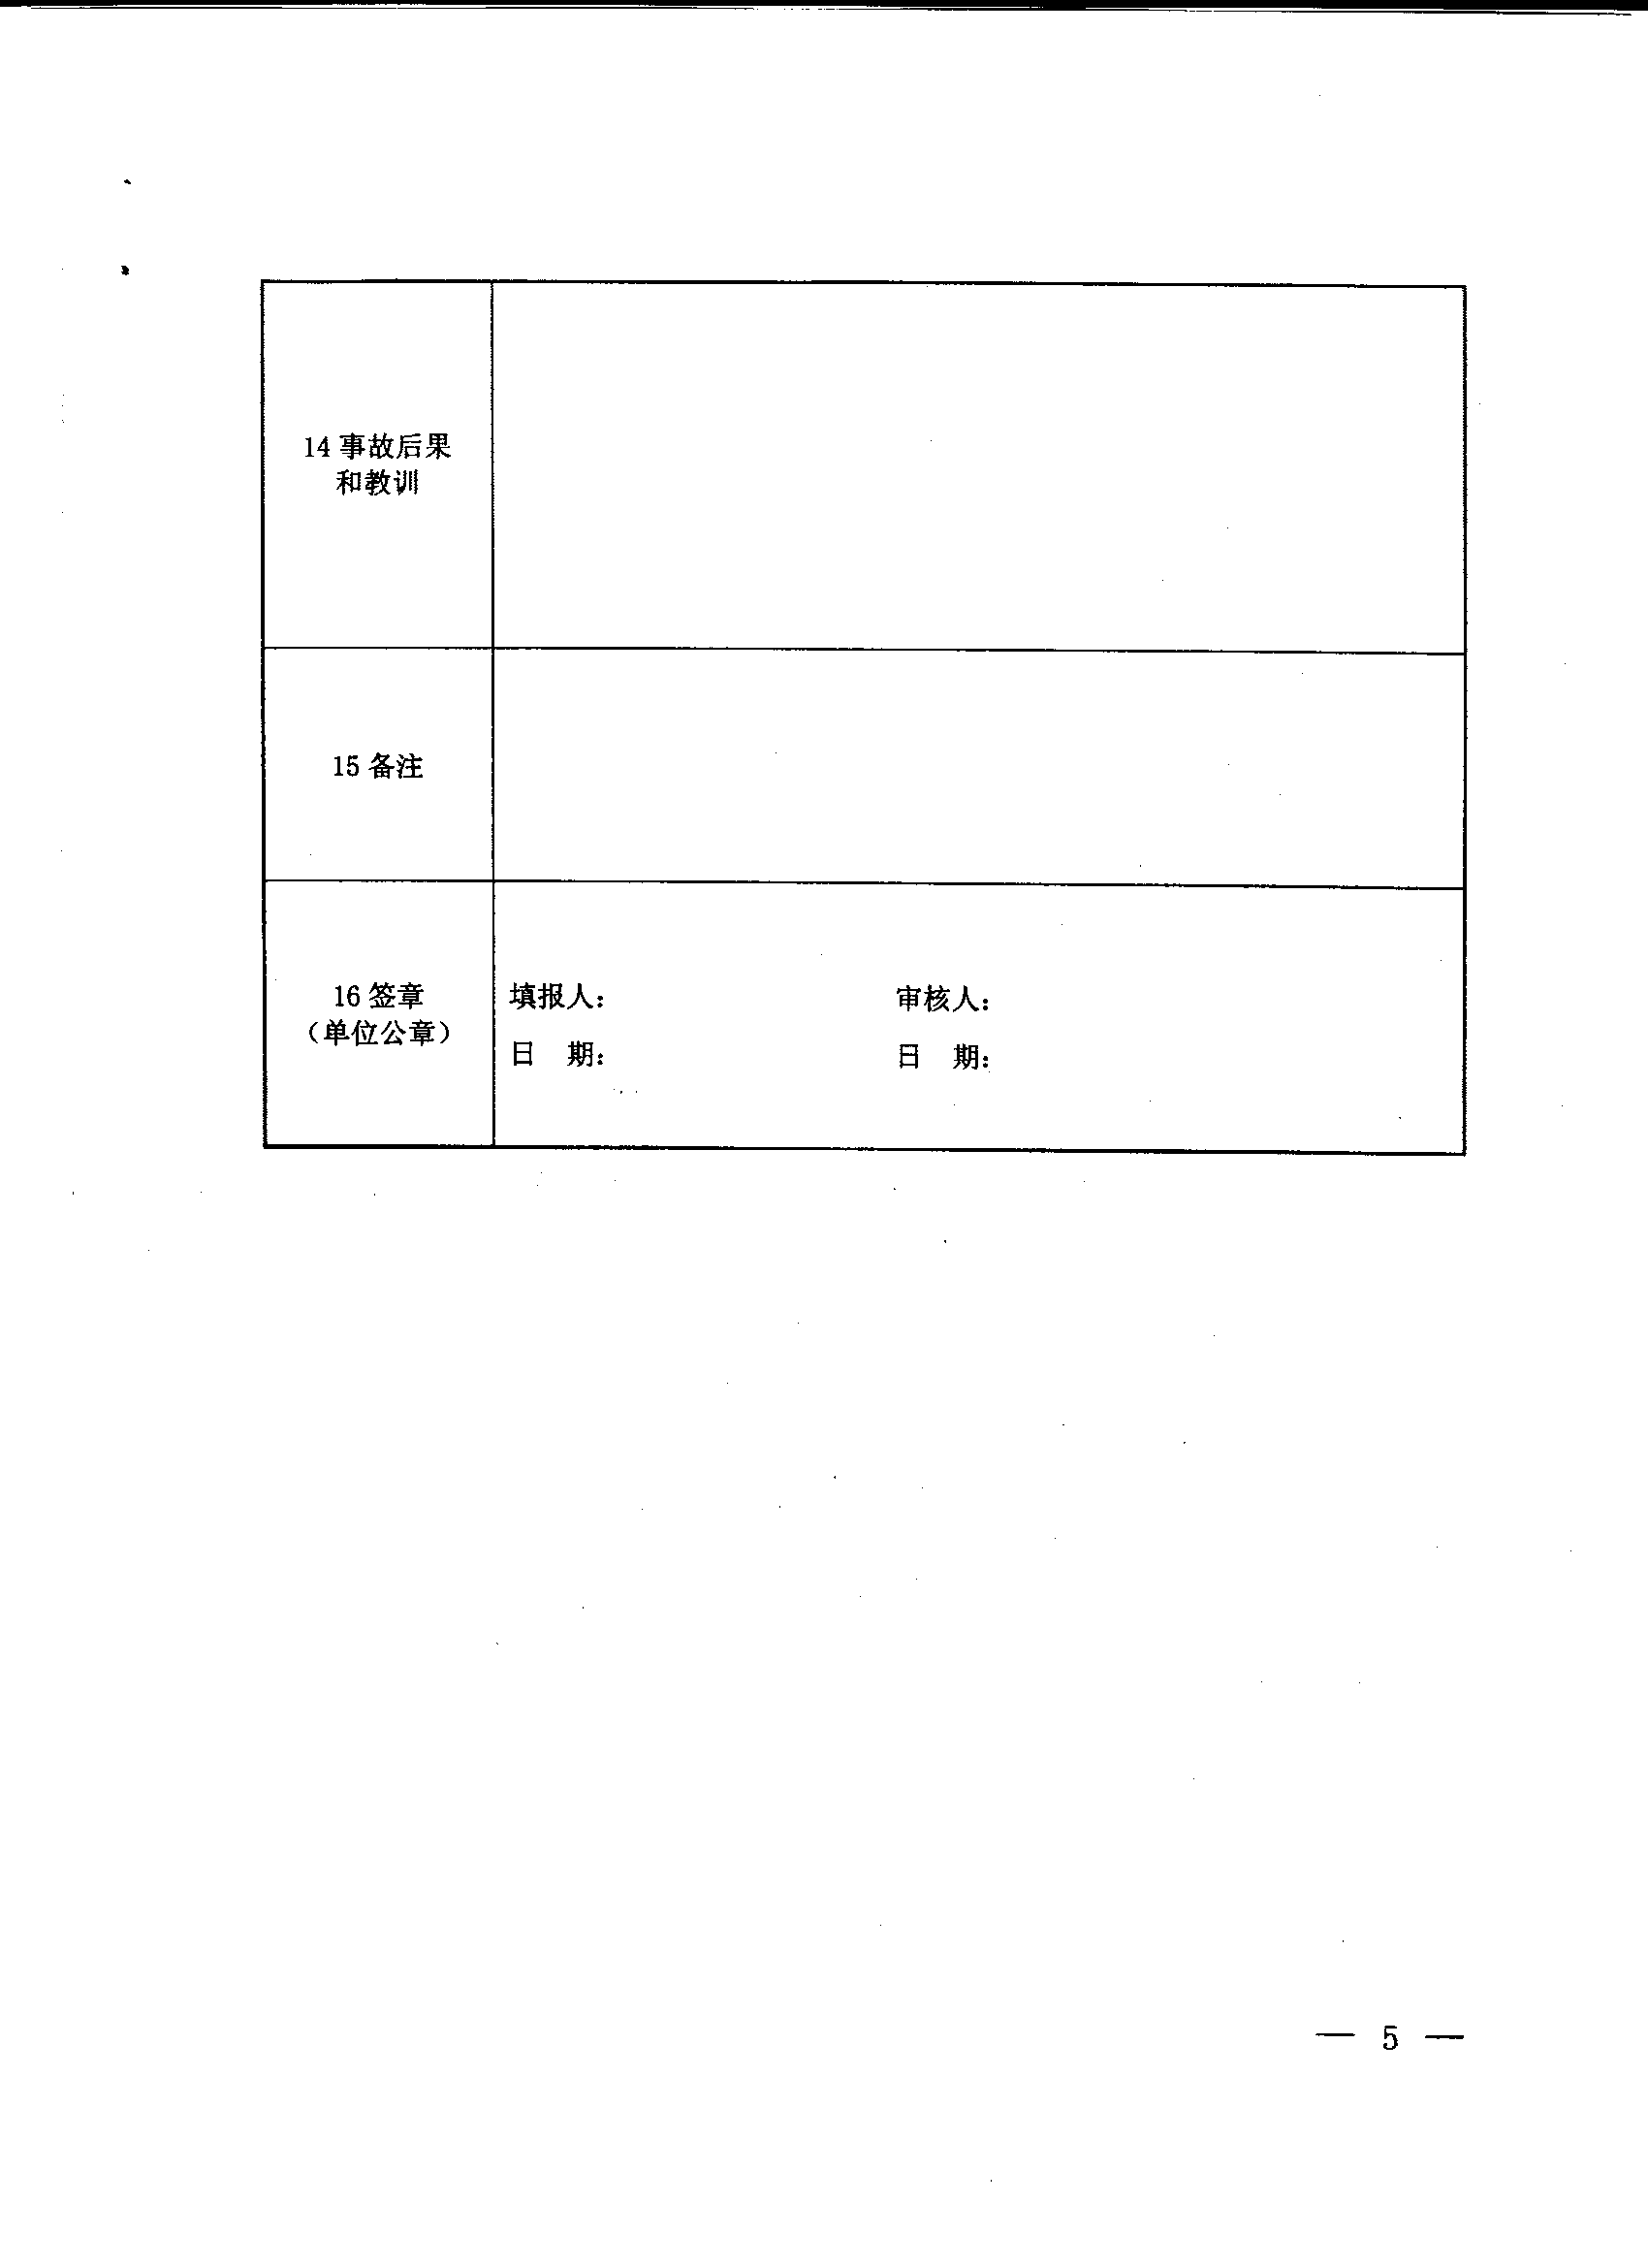 14 事故后果
和教训
15 备注
16 签章
（单位公章）
填报人：	审核人：
日　期：	日　期：
— 5 —